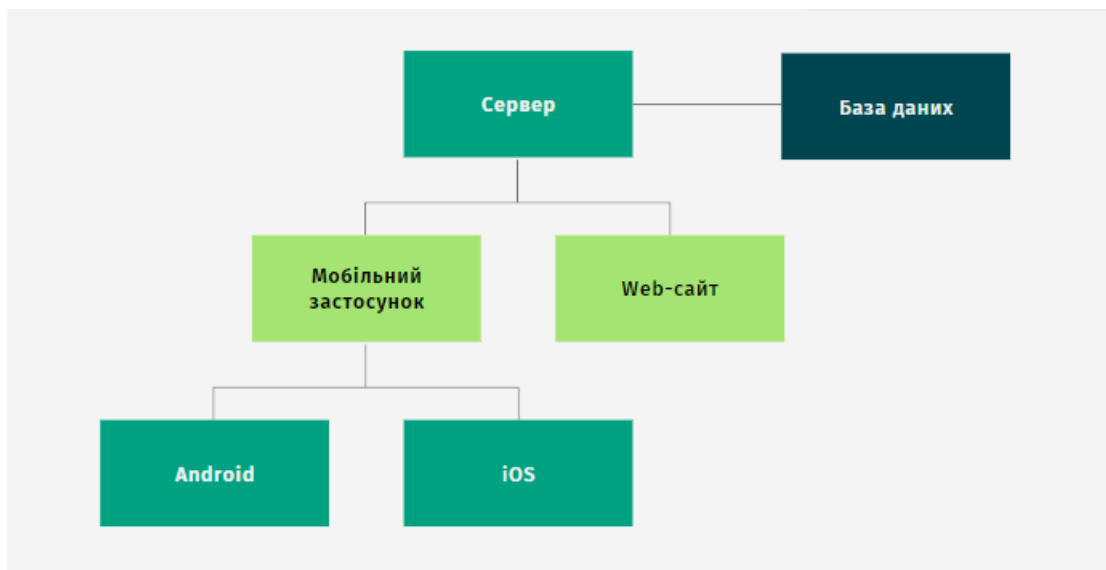 Сервер
База даних
Мобільний
застосунок
Web-сайт
Android
iOS